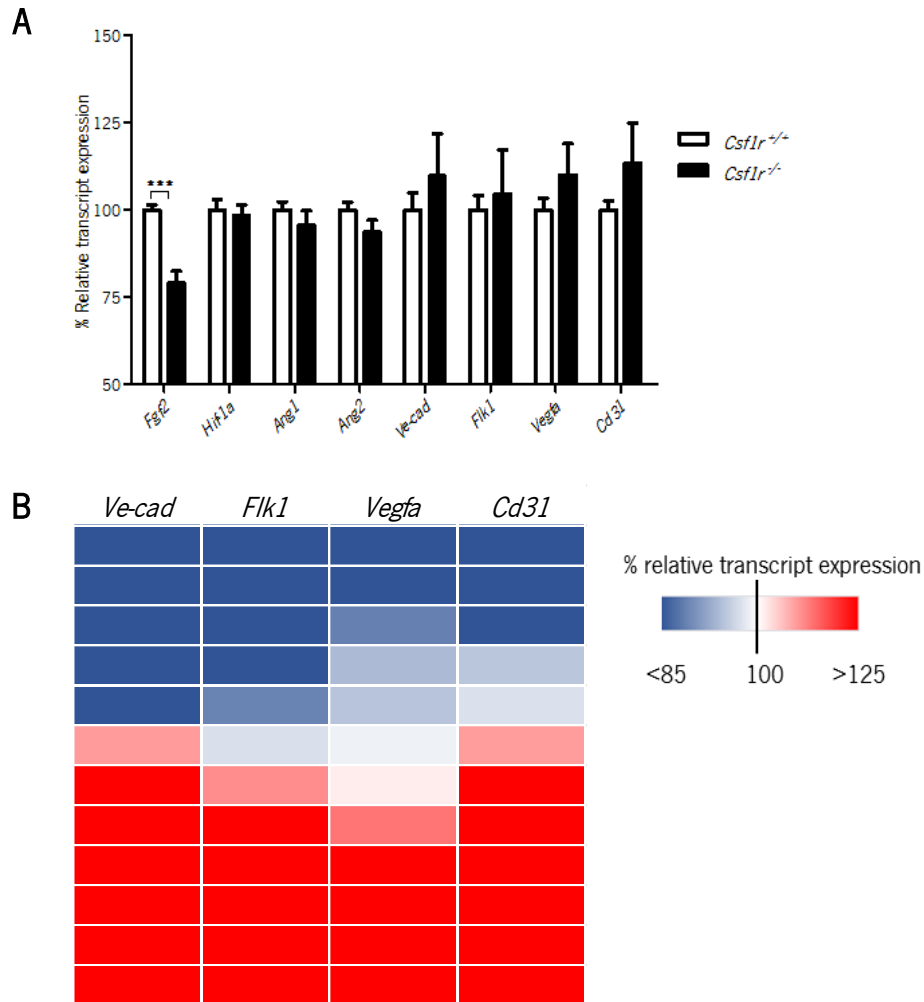 A
150
125
100
75
50
% Relative transcript expression
***
Csf1r +/+
Csf1r -/-
Fgf2 Hif1a Ang1 Ang2 Ve-cad Flk1 Vegfa Cd31
B
Ve-cad Flk1 Vegfa Cd31
% relative transcript expression
<85 100 >125